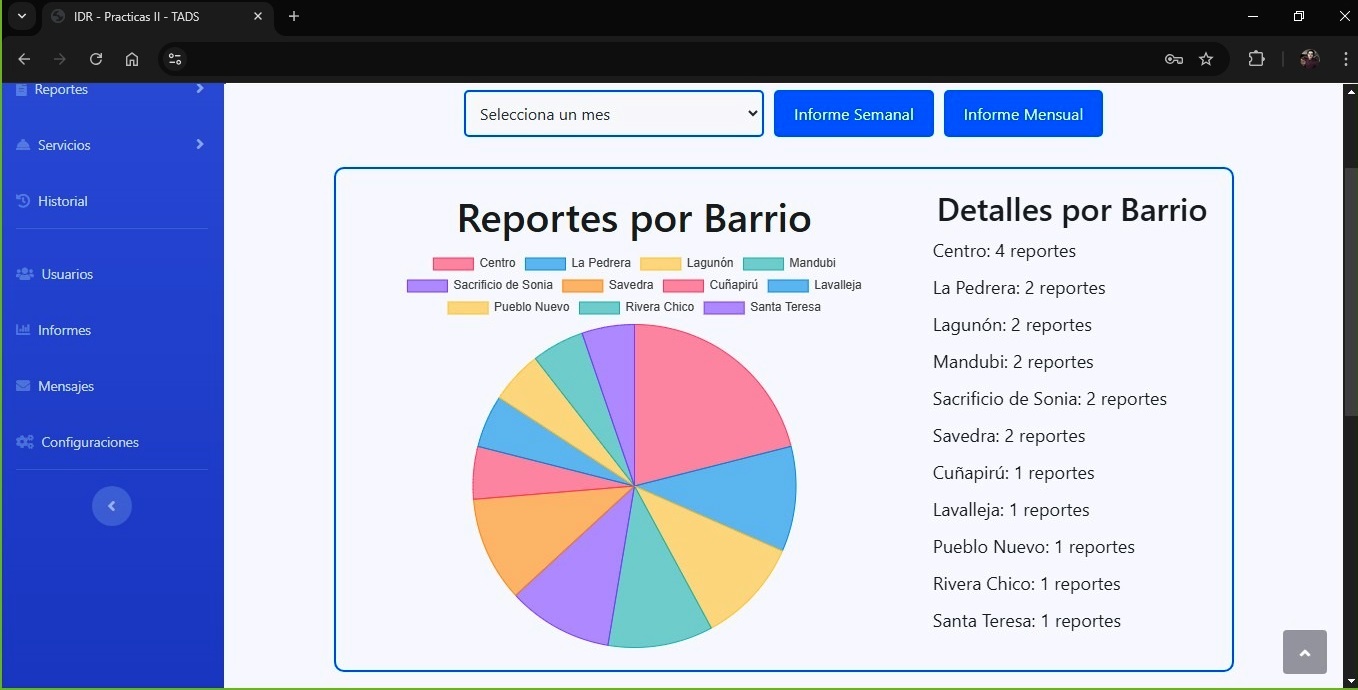 IDR - Practicas II - TADS
Reportes
Servicios
Historial
Usuarios
Informes
Mensajes
Configuraciones
Selecciona un mes
Informe Semanal
Informe Mensual
Reportes por Barrio
Centro La Pedrera Lagunón Mandubi
Sacrificio de Sonia Savedra Cuñapirú Lavalleja
Pueblo Nuevo Rivera Chico Santa Teresa
Detalles por Barrio
Centro: 4 reportes
La Pedrera: 2 reportes
Lagunón: 2 reportes
Mandubi: 2 reportes
Sacrificio de Sonia: 2 reportes
Savedra: 2 reportes
Cuñapirú: 1 reportes
Lavalleja: 1 reportes
Pueblo Nuevo: 1 reportes
Rivera Chico: 1 reportes
Santa Teresa: 1 reportes